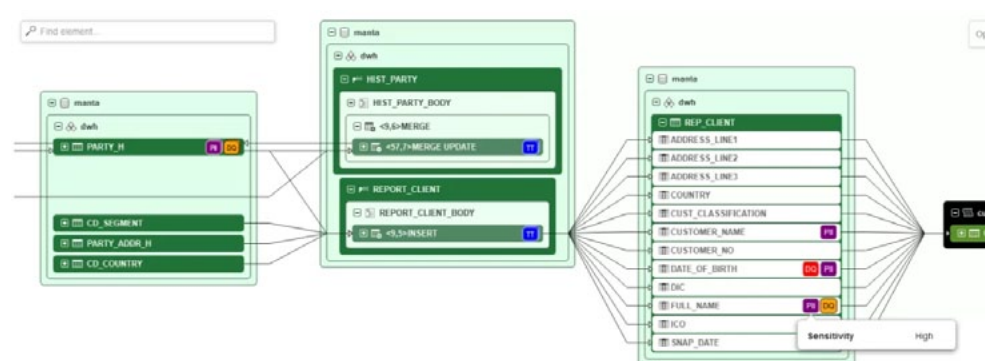 Find element...
Op
manta
dwh
PARTY_H
PII DQ
CD_SEGMENT
PARTY_ADDR_H
CD_COUNTRY
manta
dwh
HIST_PARTY
HIST_PARTY_BODY
<9,6>MERGE
<57,7>MERGE UPDATE
TT
REPORT_CLIENT
REPORT_CLIENT_BODY
<9,5>INSERT
TT
manta
dwh
REP_CLIENT
ADDRESS_LINE1
ADDRESS_LINE2
ADDRESS_LINE3
COUNTRY
CUST_CLASSIFICATION
CUSTOMER_NAME
PII
CUSTOMER_NO
DATE_OF_BIRTH
DQ PII
DIC
FULL_NAME
PII DQ
ICO
SNAP_DATE
Sensitivity High